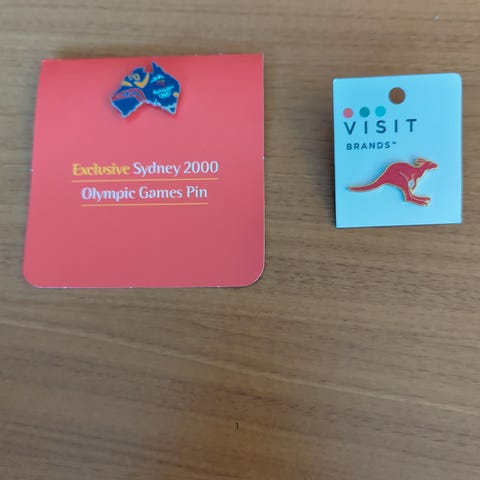 Exclusive Sydney 2000
Olympic Games Pin
VISIT
BRANDS™